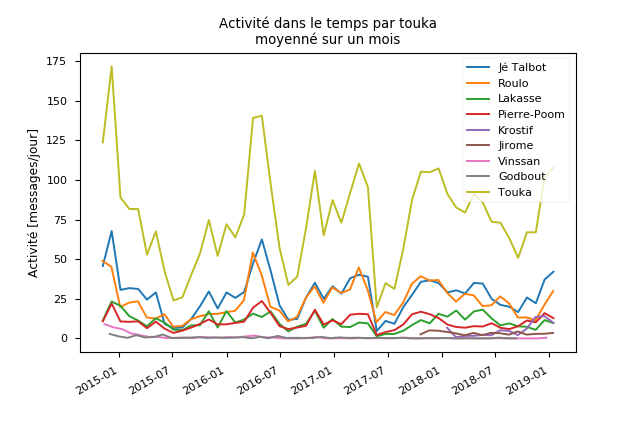 Activité dans le temps par touka
moyenné sur un mois
Activité [messages/jour]
175
150
125
100
75
50
25
0
2015-01
2015-07
2016-01
2016-07
2017-01
2017-07
2018-01
2018-07
2019-01
Jé Talbot
Roulo
Lakasse
Pierre-Poom
Krostif
Jirome
Vinssan
Godbout
Touka